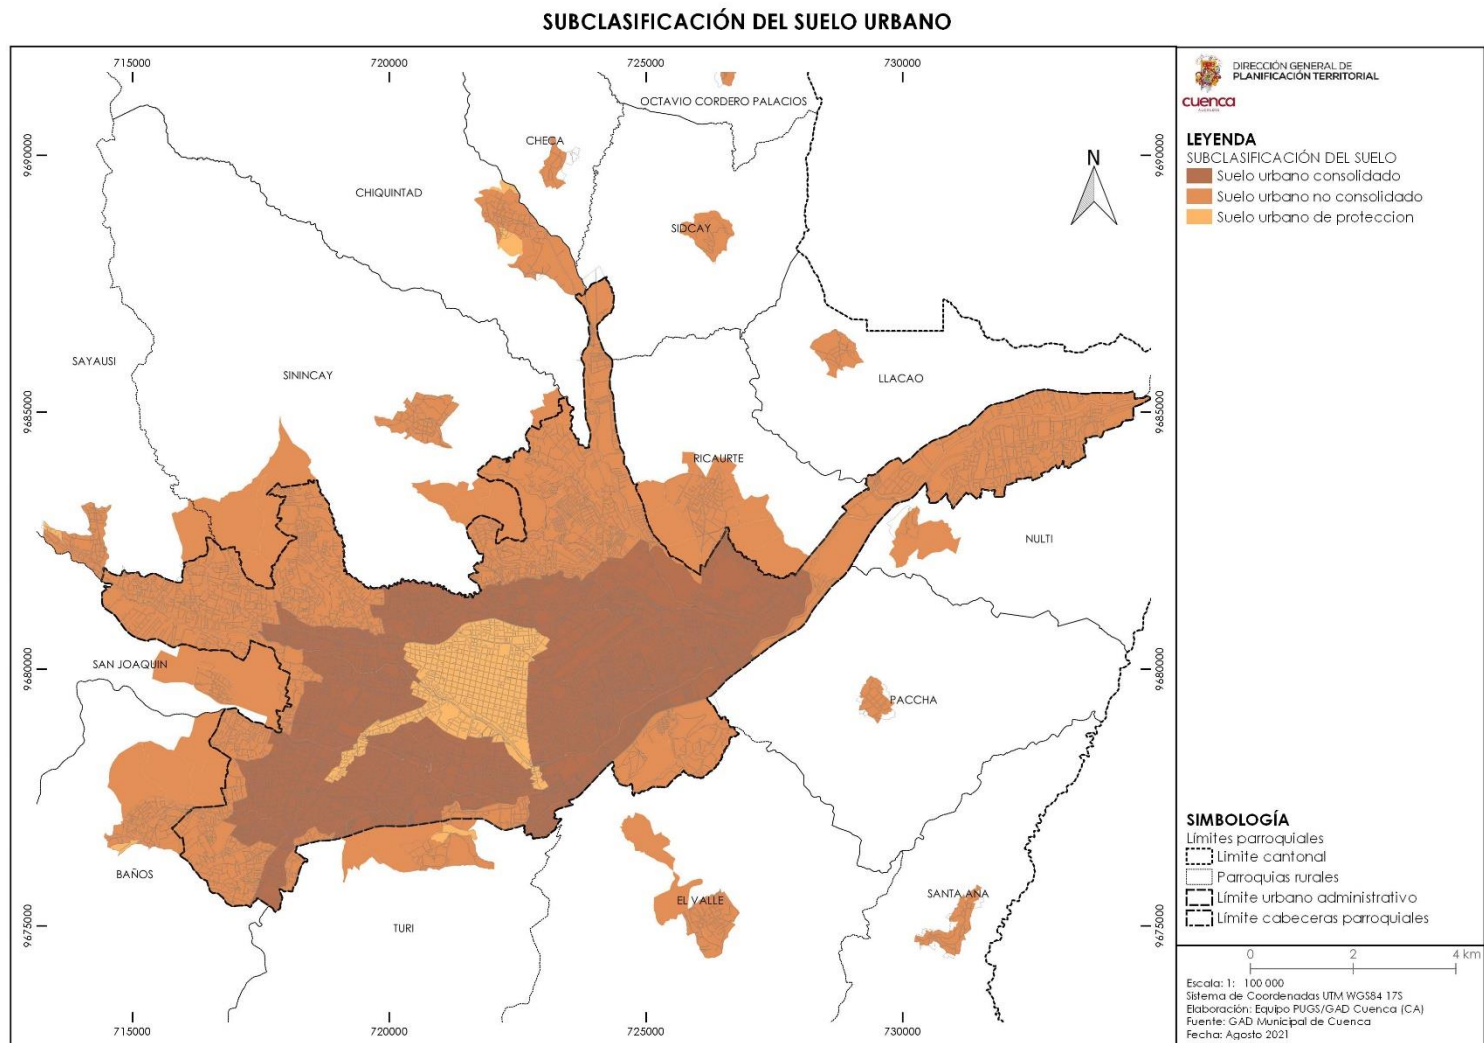 SUBCLASIFICACIÓN DEL SUELO URBANO
715000
720000
725000
730000
DIRECCIÓN GENERAL DE
PLANIFICACIÓN TERRITORIAL
cuenca
LEYENDA
SUBCLASIFICACIÓN DEL SUELO
Suelo urbano consolidado
Suelo urbano no consolidado
Suelo urbano de proteccion
N
OCTAVIO CORDERO PALACIOS
CHECA
9690000
9690000
CHIQUINTAD
SIDCAY
SAYAUSI
SININCAY
LLACAO
9685000
9685000
RICAURTE
NULTI
SAN JOAQUIN
9680000
9680000
PACCHA
BAÑOS
EL VALLE
SANTA ANA
TURI
9675000
9675000
715000
720000
725000
730000
SIMBOLOGÍA
Límites parroquiales
Límite cantonal
Parroquias rurales
Límite urbano administrativo
Límite cabeceras parroquiales
0 2 4 km
Escala: 1: 100 000
Sistema de Coordenadas UTM WGS84 17S
Elaboración: Equipo PUGS/GAD Cuenca (CA)
Fuente: GAD Municipal de Cuenca
Fecha: Agosto 2021